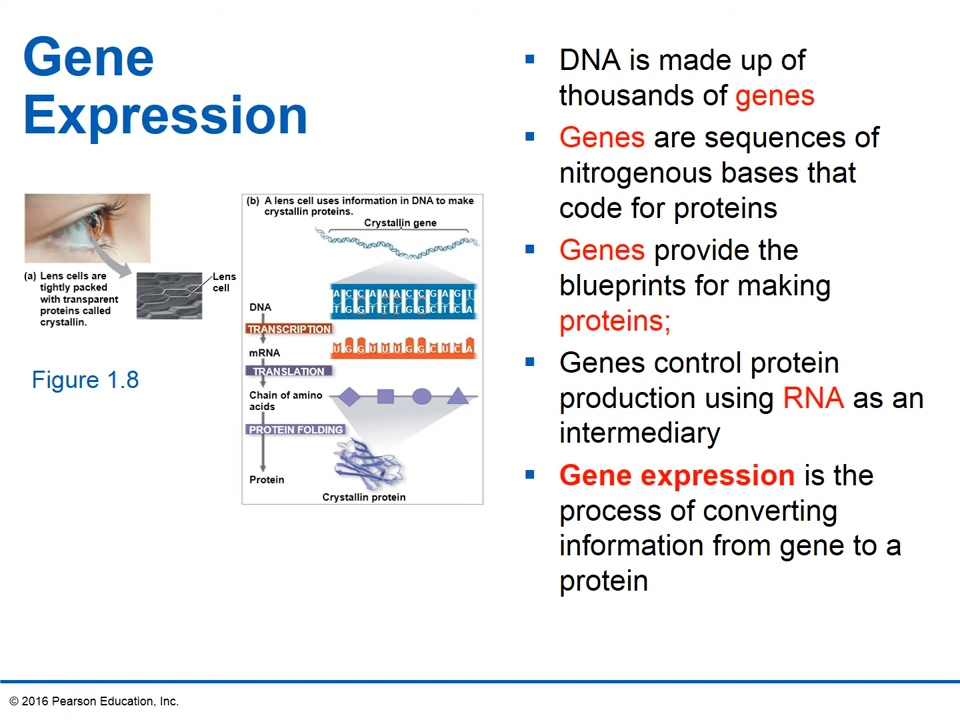 Gene
Expression
(a) Lens cells are
tightly packed
with transparent
proteins called
crystallin.
Lens
cell
Figure 1.8
(b) A lens cell uses information in DNA to make
crystallin proteins.
Crystallin gene
A C C A A A C C G A G T
T G G T T T G G C T C A
DNA
TRANSCRIPTION
mRNA
U G G U U U G G C U C A
TRANSLATION
Chain of amino
acids
PROTEIN FOLDING
Protein
Crystallin protein
▪ DNA is made up of
thousands of genes
▪ Genes are sequences of
nitrogenous bases that
code for proteins
▪ Genes provide the
blueprints for making
proteins;
▪ Genes control protein
production using RNA as an
intermediary
▪ Gene expression is the
process of converting
information from gene to a
protein
© 2016 Pearson Education, Inc.